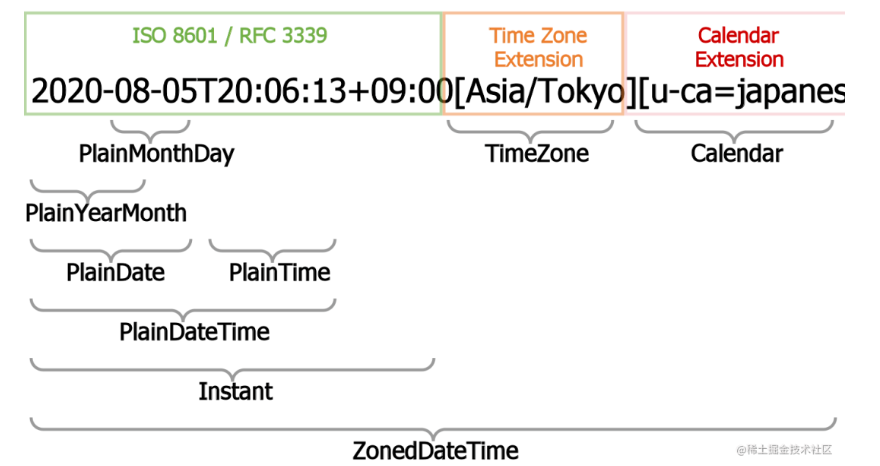 ISO 8601 / RFC 3339
Time Zone
Extension
Calendar
Extension
2020-08-05T20:06:13+09:00[Asia/Tokyo][u-ca=japanes
PlainMonthDay
TimeZone
Calendar
PlainYearMonth
PlainDate
PlainTime
PlainDateTime
Instant
ZonedDateTime
@稀土掘金技术社区